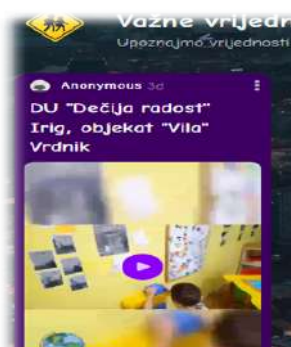 Važne vrijedn
Upoznajmo vrijednosti
Anonymous 3d
DU "Dečija radost"
Irig, objekat "Vila"
Vrdnik